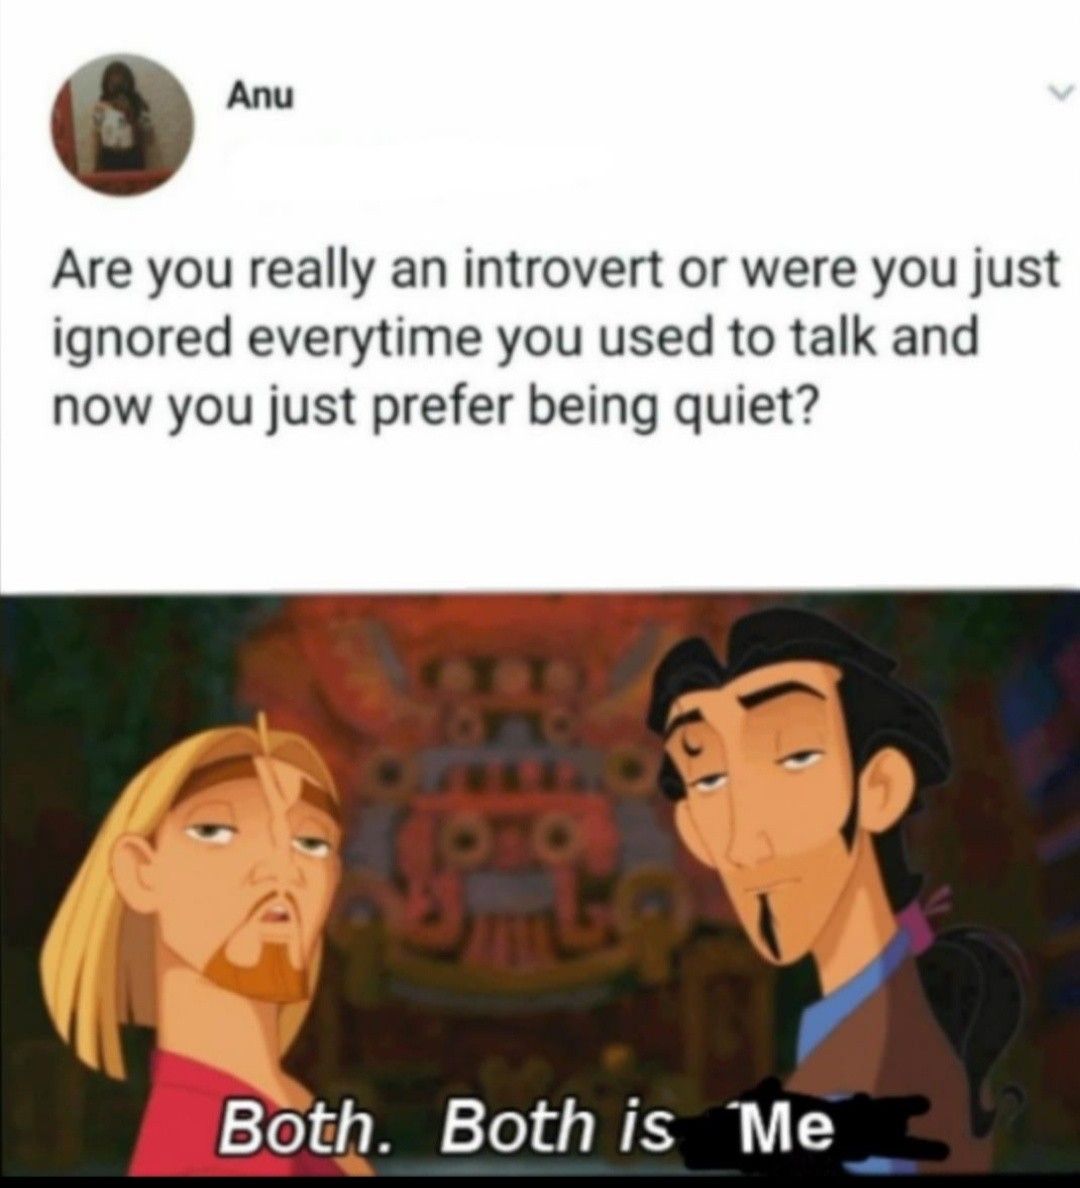 Anu
Are you really an introvert or were you just
ignored everytime you used to talk and
now you just prefer being quiet?
Both. Both is Me